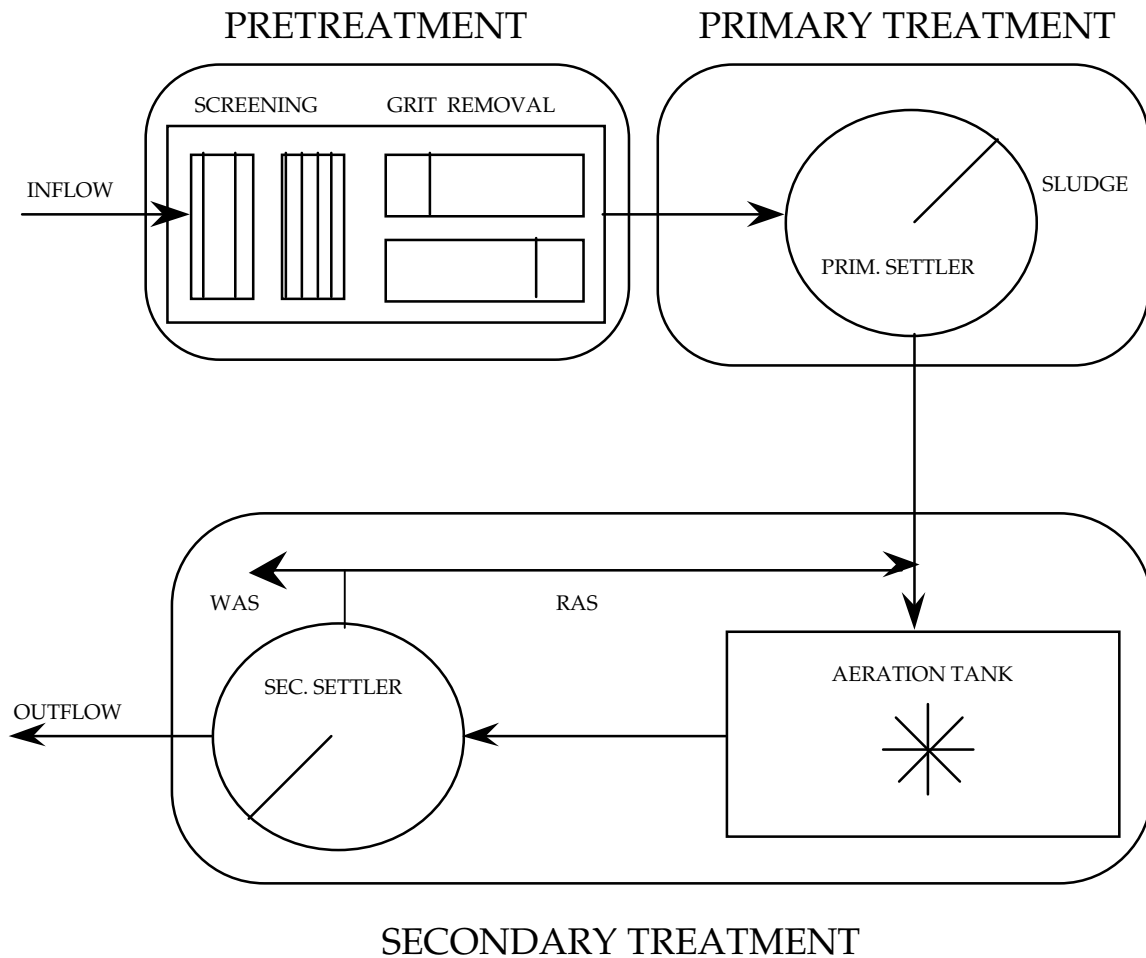 PRETREATMENT
PRIMARY TREATMENT
SCREENING
GRIT REMOVAL
INFLOW
SLUDGE
PRIM. SETTLER
WAS
RAS
SEC. SETTLER
AERATION TANK
OUTFLOW
SECONDARY TREATMENT